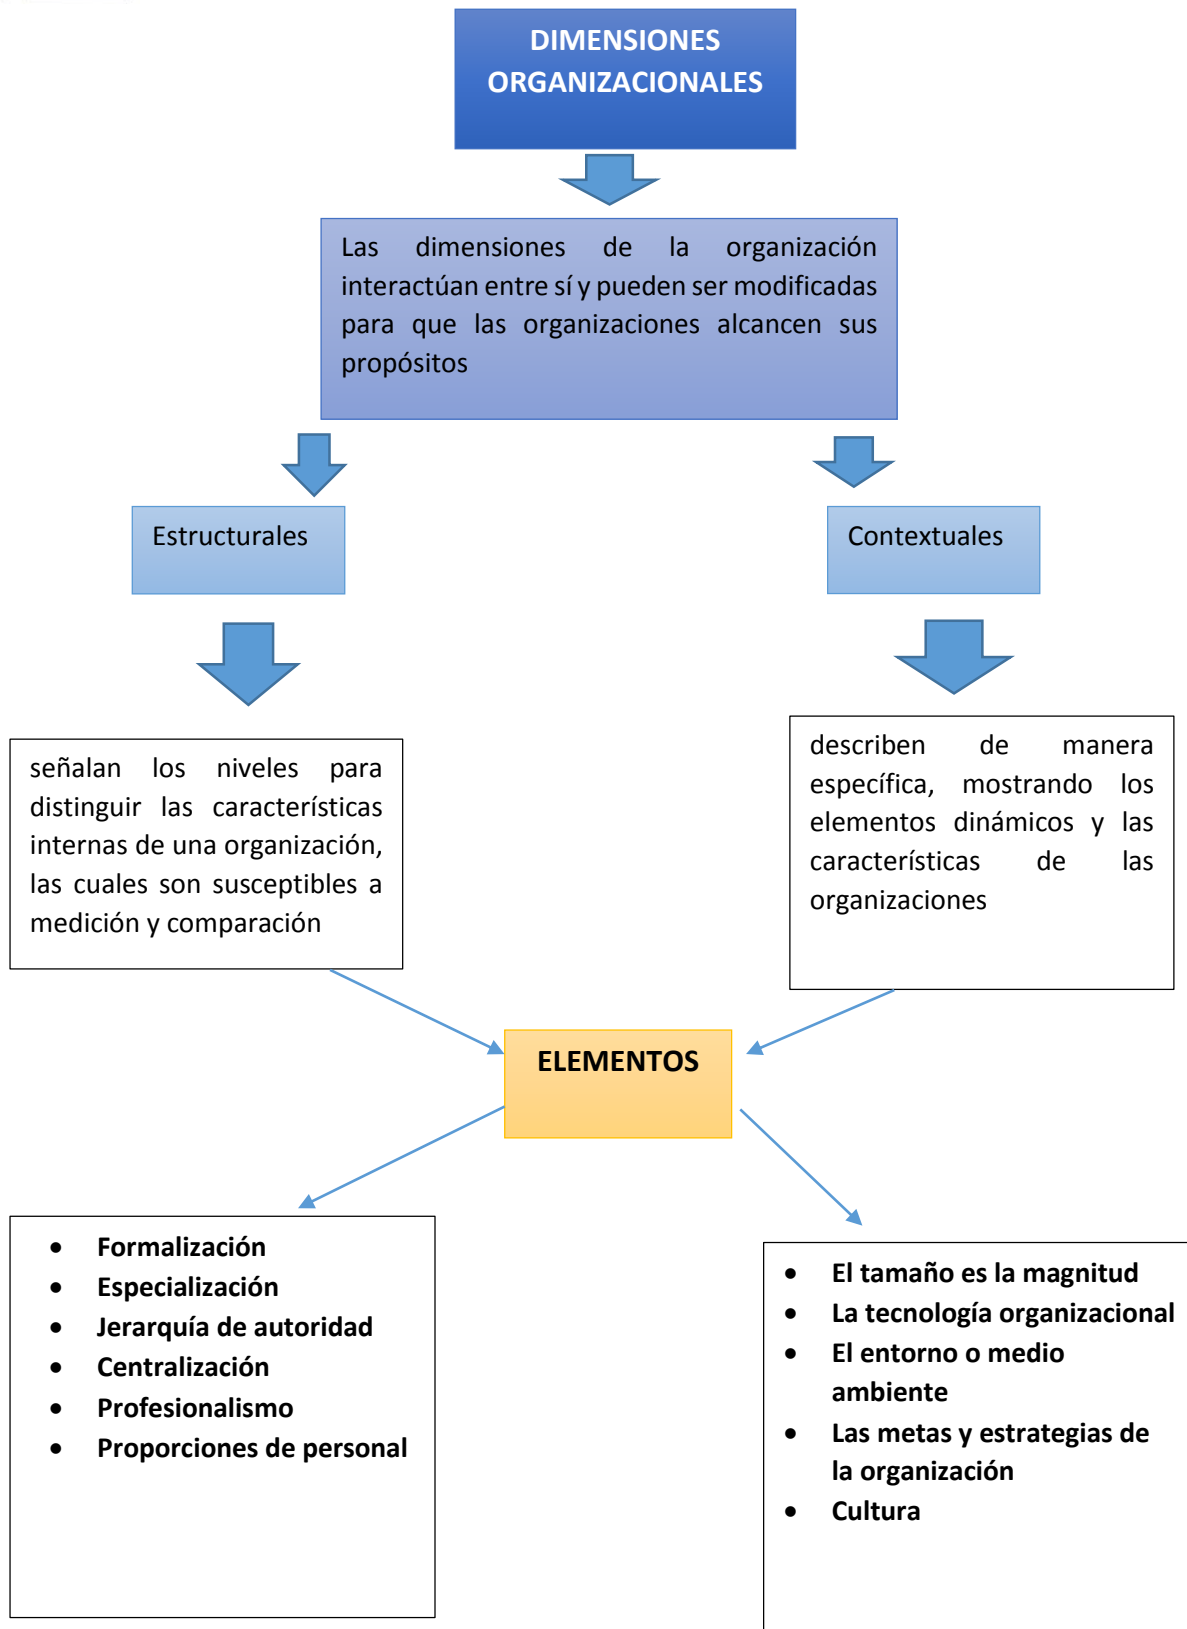 DIMENSIONES
ORGANIZACIONALES
Las dimensiones de la organización
interactúan entre sí y pueden ser modificadas
para que las organizaciones alcancen sus
propósitos
Estructurales
Contextuales
señalan los niveles para
distinguir las características
internas de una organización,
las cuales son susceptibles a
medición y comparación
describen de manera
específica, mostrando los
elementos dinámicos y las
características de las
organizaciones
ELEMENTOS
• Formalización
• Especialización
• Jerarquía de autoridad
• Centralización
• Profesionalismo
• Proporciones de personal
• El tamaño es la magnitud
• La tecnología organizacional
• El entorno o medio
ambiente
• Las metas y estrategias de
la organización
• Cultura